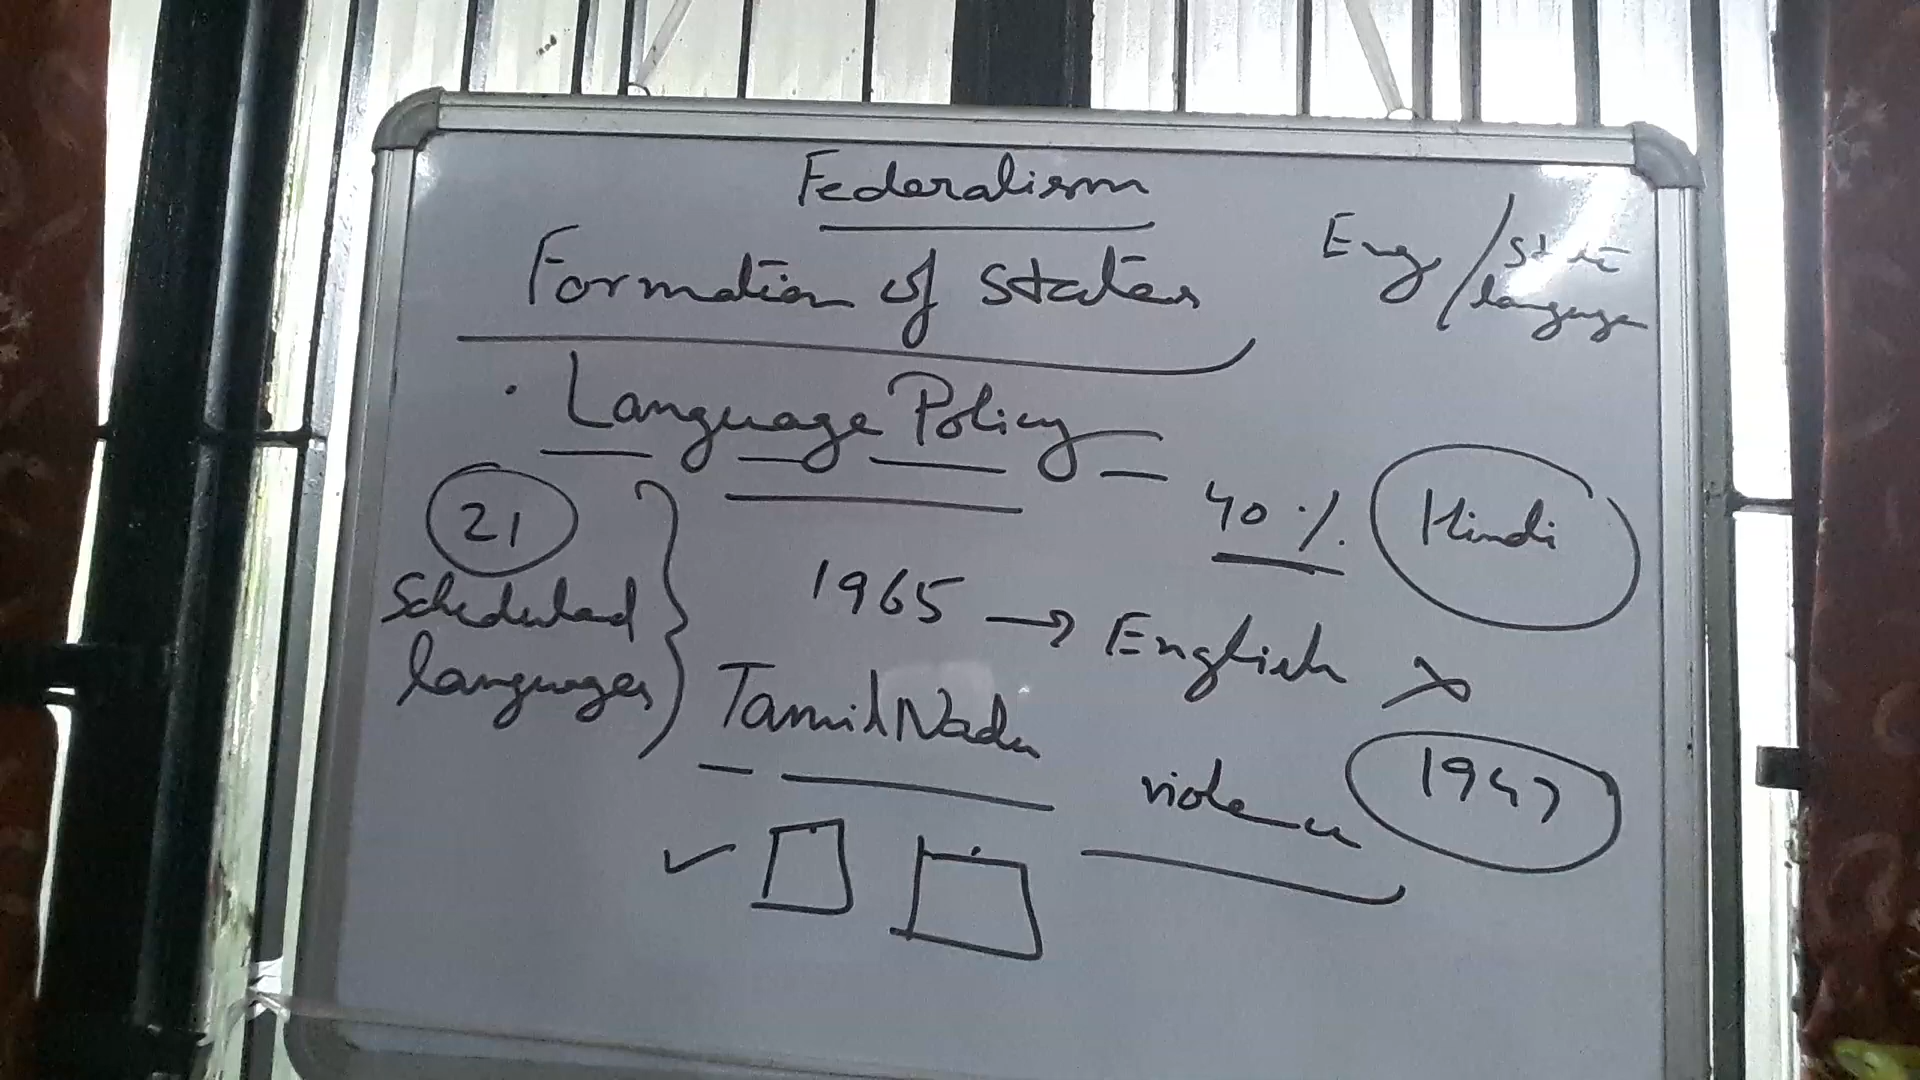 Federalism
Formation of states
Eng / State language
. Language Policy
21
Scheduled
languages
40 %.
Hindi
1965 → English ×
Tamil Nadu
violence
1947
✓